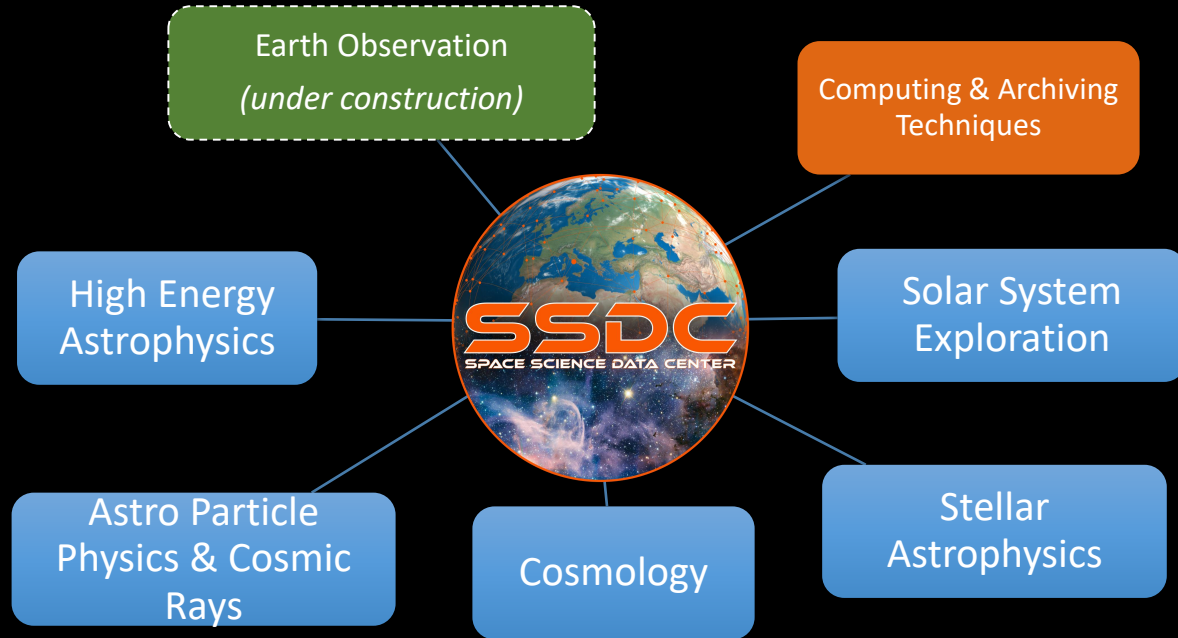 Earth Observation
(under construction)
Computing & Archiving
Techniques
High Energy
Astrophysics
SSDC
SPACE SCIENCE DATA CENTER
Solar System
Exploration
Astro Particle
Physics & Cosmic
Rays
Cosmology
Stellar
Astrophysics